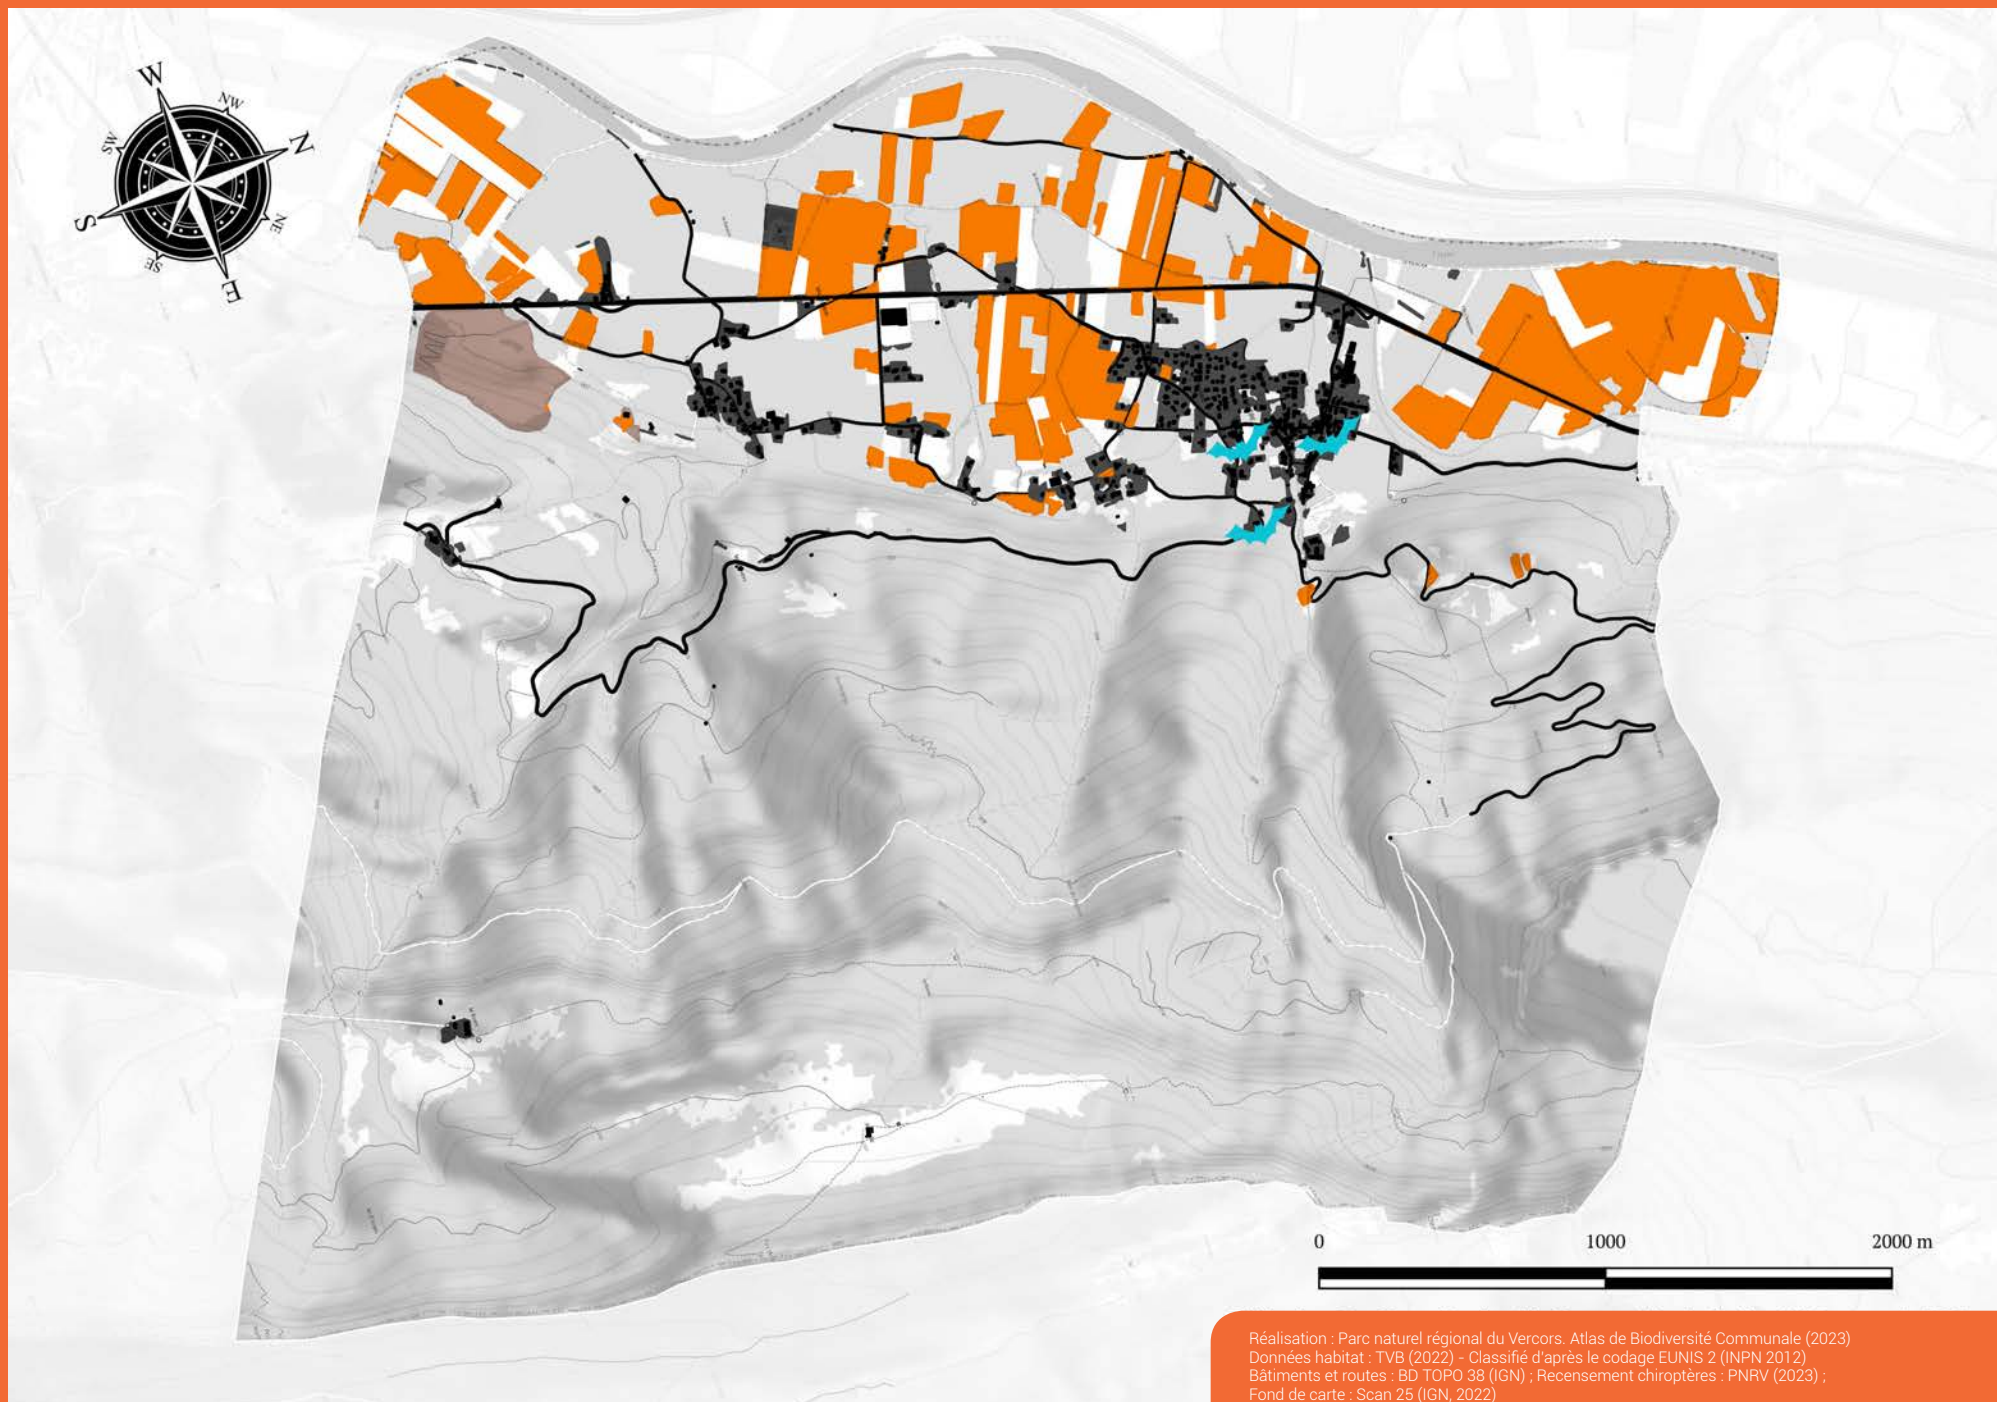 W
NW
N
SW
NE
S
SE
E
0 1000 2000 m
Réalisation : Parc naturel régional du Vercors. Atlas de Biodiversité Communale (2023)
Données habitat : TVB (2022) - Classifié d'après le codage EUNIS 2 (INPN 2012)
Bâtiments et routes : BD TOPO 38 (IGN) ; Recensement chiroptères : PNRV (2023) ;
Fond de carte : Scan 25 (IGN, 2022)